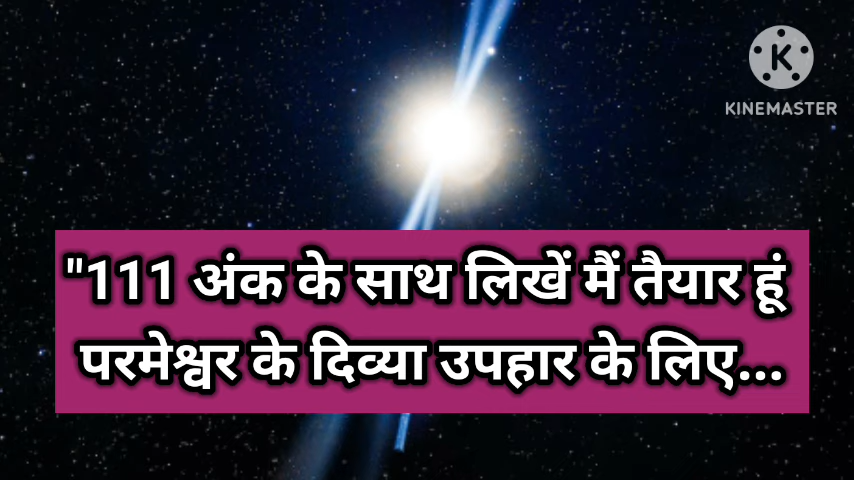 KINEMASTER
"111 अंक के साथ लिखें मैं तैयार हूं
परमेश्वर के दिव्या उपहार के लिए...